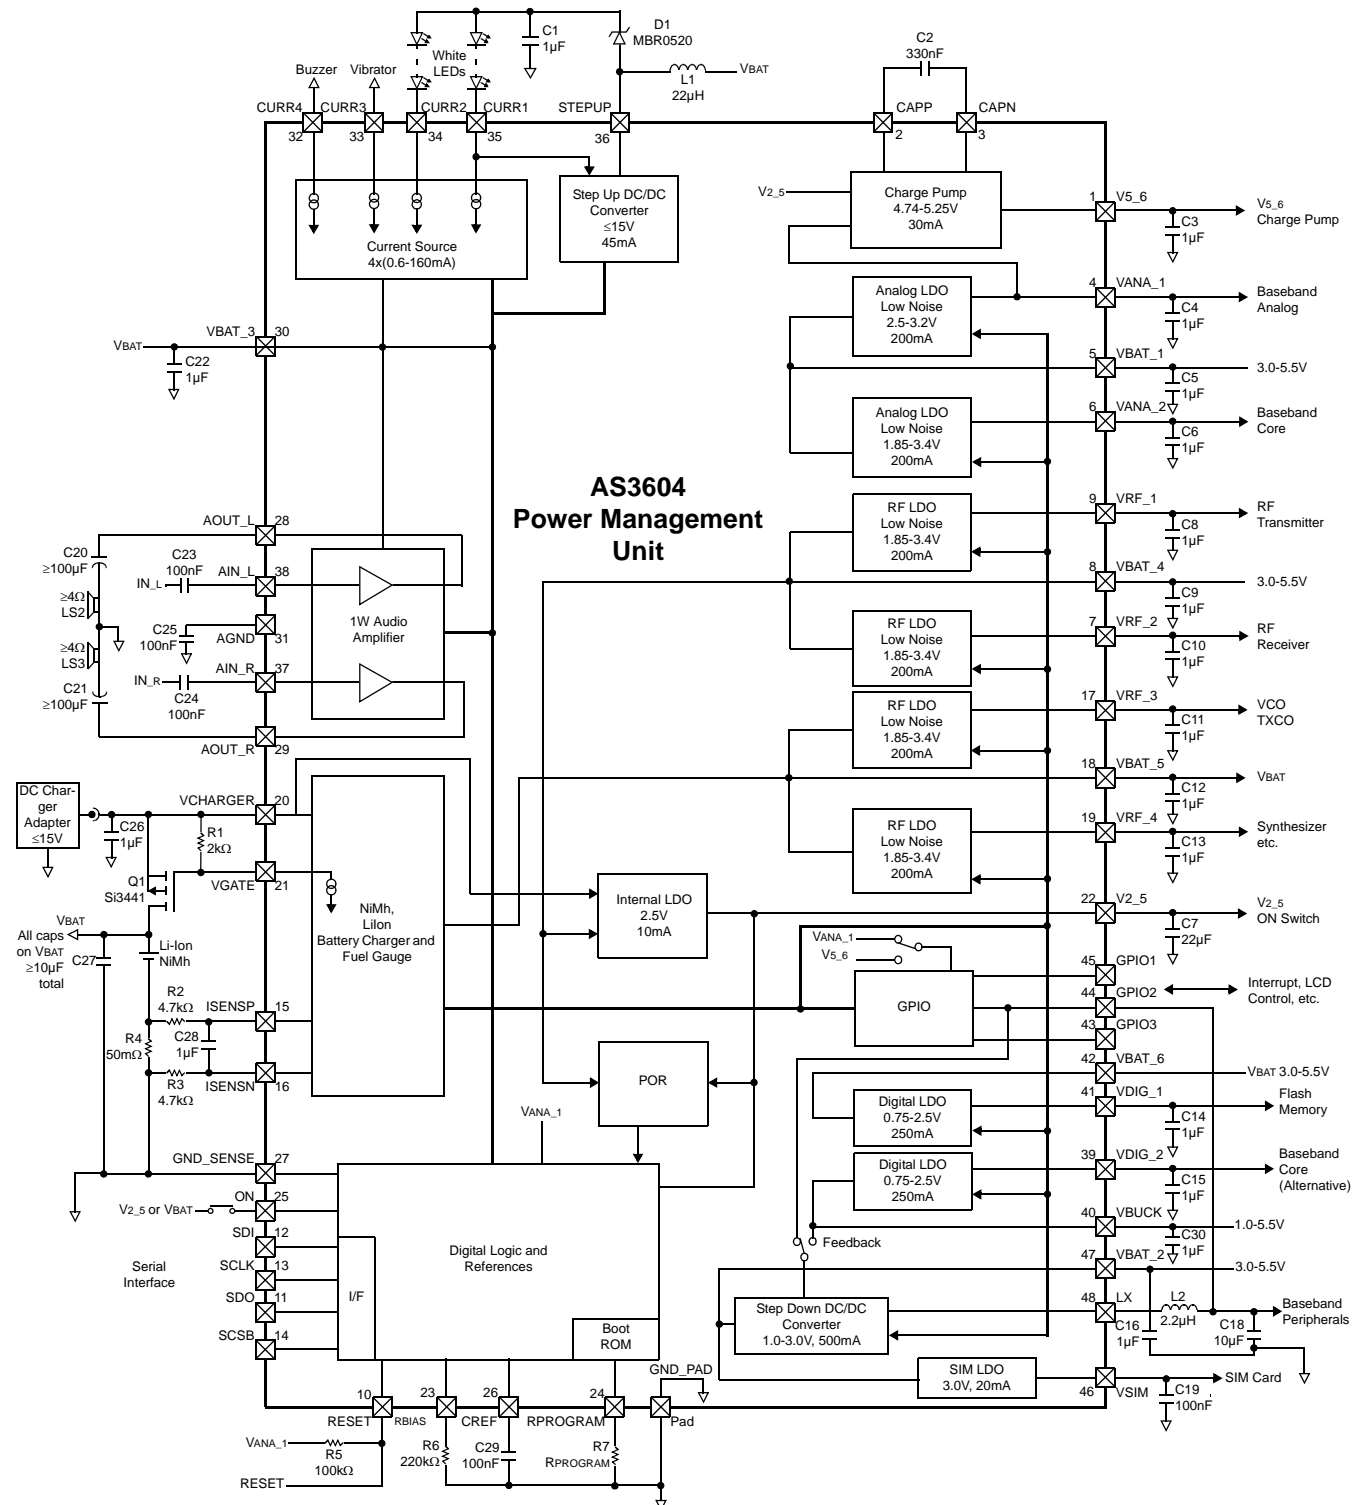 D1
MBR0520
C1
1µF
White
LEDs
Buzzer
Vibrator
L1
22µH
VBAT
C2
330nF
CURR4
CURR3
CURR2
CURR1
STEPUP
CAPP
CAPN
32
33
34
35
36
2
3
Current Source
4x(0.6-160mA)
Step Up DC/DC
Converter
≤15V
45mA
V2_5
Charge Pump
4.74-5.25V
30mA
1
V5_6
C3
1µF
V5_6
Charge Pump
Analog LDO
Low Noise
2.5-3.2V
200mA
4
VANA_1
C4
1µF
Baseband
Analog
VBAT
VBAT_3
30
C22
1µF
5
VBAT_1
C5
1µF
3.0-5.5V
Analog LDO
Low Noise
1.85-3.4V
200mA
6
VANA_2
C6
1µF
Baseband
Core
AS3604
Power Management
Unit
RF LDO
Low Noise
1.85-3.4V
200mA
9
VRF_1
C8
1µF
RF
Transmitter
8
VBAT_4
C9
1µF
3.0-5.5V
RF LDO
Low Noise
1.85-3.4V
200mA
7
VRF_2
C10
1µF
RF
Receiver
AOUT_L
28
C20
≥100µF
C23
100nF
IN_L
AIN_L
38
≥4Ω
LS2
C25
100nF
AGND
31
1W Audio
Amplifier
≥4Ω
LS3
IN_R
AIN_R
37
C24
100nF
C21
≥100µF
AOUT_R
29
RF LDO
Low Noise
1.85-3.4V
200mA
17
VRF_3
C11
1µF
VCO
TXCO
18
VBAT_5
C12
1µF
VBAT
RF LDO
Low Noise
1.85-3.4V
200mA
19
VRF_4
C13
1µF
Synthesizer
etc.
DC Char-
ger
Adapter
≤15V
VCHARGER
20
C26
1µF
R1
2kΩ
Q1
Si3441
VGATE
21
NiMh,
LiIon
Battery Charger and
Fuel Gauge
Internal LDO
2.5V
10mA
22
V2_5
C7
22µF
V2_5
ON Switch
VBAT
All caps
on VBAT
≥10µF
total
C27
Li-Ion
NiMh
R2
4.7kΩ
ISENSP
15
R4
50mΩ
C28
1µF
R3
4.7kΩ
ISENSN
16
VANA_1
V5_6
GPIO
45
GPIO1
44
GPIO2
43
GPIO3
Interrupt, LCD
Control, etc.
POR
VANA_1
42
VBAT_6
VBAT 3.0-5.5V
Digital LDO
0.75-2.5V
250mA
41
VDIG_1
C14
1µF
Flash
Memory
Digital LDO
0.75-2.5V
250mA
39
VDIG_2
C15
1µF
Baseband
Core
(Alternative)
GND_SENSE
27
V2_5 or VBAT
ON
25
SDI
12
SCLK
13
SDO
11
SCSB
14
Serial
Interface
I/F
Digital Logic and
References
Boot
ROM
Feedback
40
VBUCK
C30
1µF
1.0-5.5V
47
VBAT_2
3.0-5.5V
Step Down DC/DC
Converter
1.0-3.0V, 500mA
48
LX
L2
2.2µH
C16
1µF
C18
10µF
Baseband
Peripherals
SIM LDO
3.0V, 20mA
46
VSIM
C19
100nF
SIM Card
GND_PAD
10
23
26
24
RESET
RBIAS
CREF
RPROGRAM
Pad
VANA_1
R5
100kΩ
RESET
R6
220kΩ
C29
100nF
R7
RPROGRAM